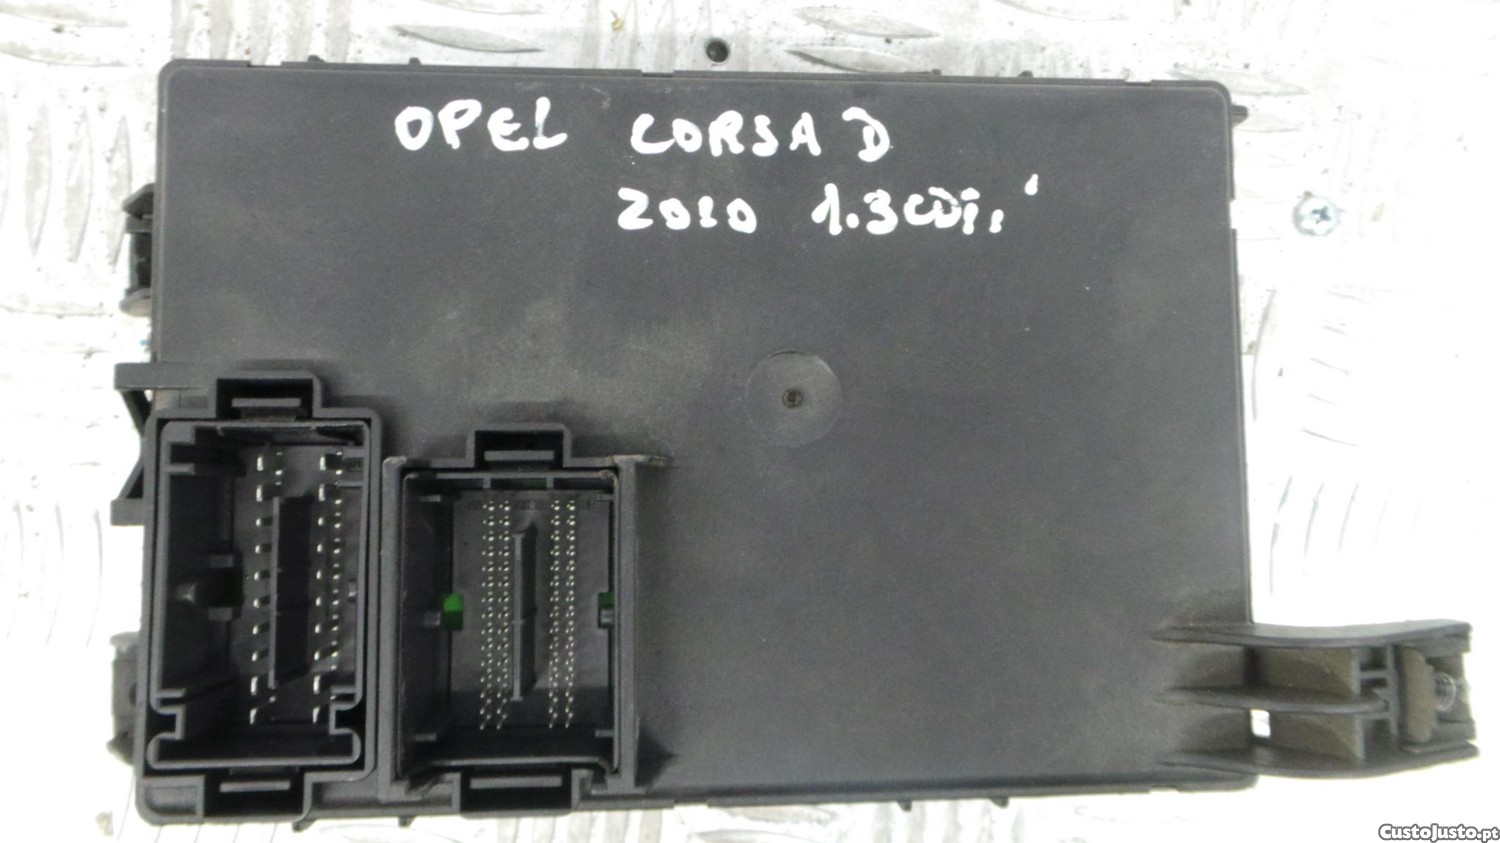 OPEL CORSA D
2010 1.3CDTi
CustoJusto.pt